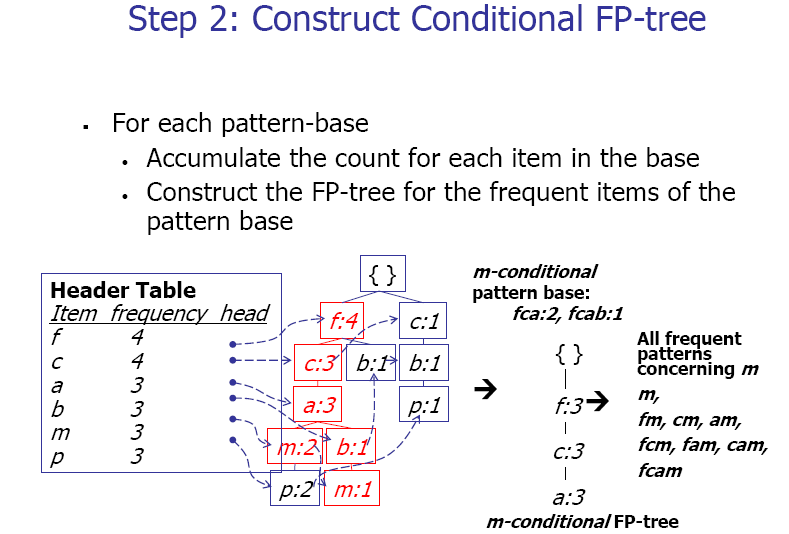 Step 2: Construct Conditional FP-tree
▪ For each pattern-base
• Accumulate the count for each item in the base
• Construct the FP-tree for the frequent items of the
pattern base
Header Table
Item frequency head
f 4
c 4
a 3
b 3
m 3
p 3
{}
f:4 c:1
c:3 b:1 b:1
a:3 p:1
m:2 b:1
p:2 m:1
m-conditional
pattern base:
fca:2, fcab:1
{}
f:3
c:3
a:3
m-conditional FP-tree
All frequent
patterns
concerning m
m,
fm, cm, am,
fcm, fam, cam,
fcam